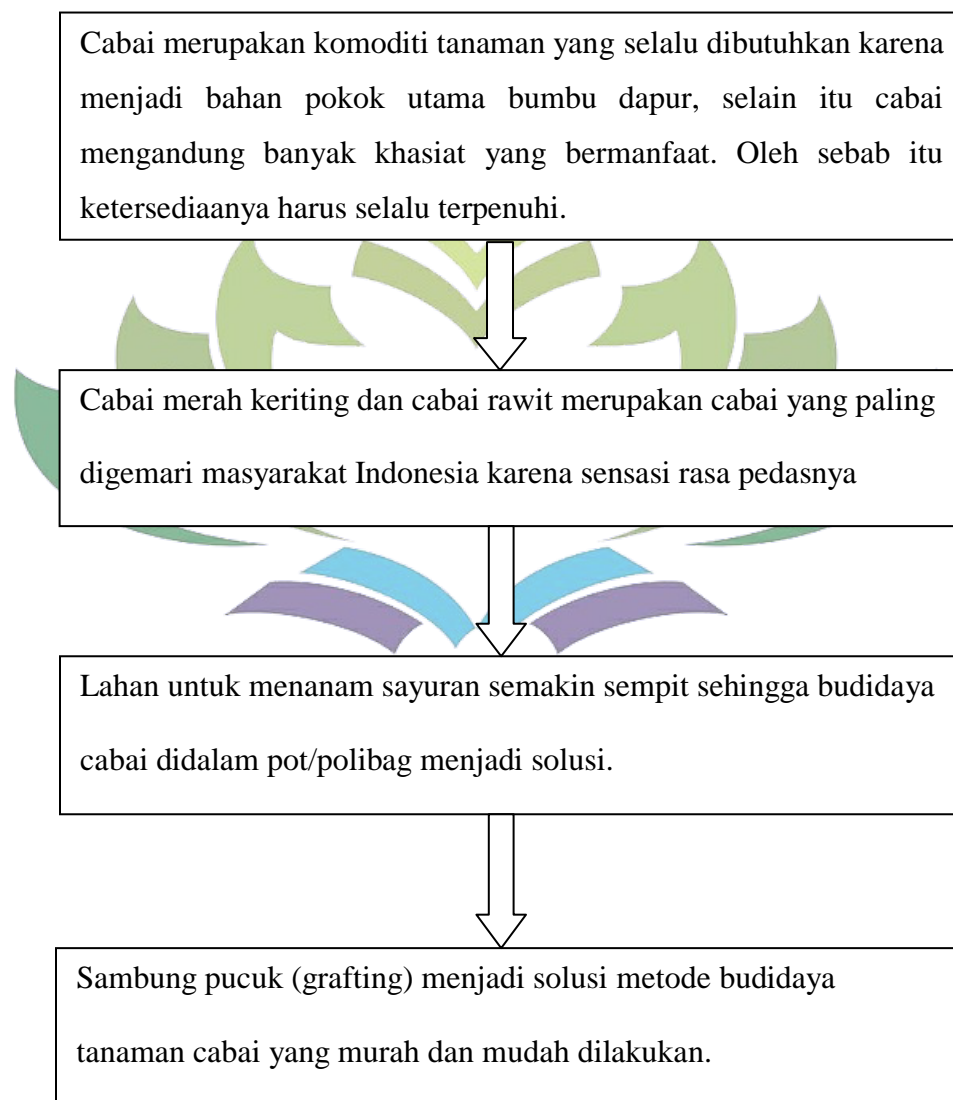 Cabai merupakan komoditi tanaman yang selalu dibutuhkan karena
menjadi bahan pokok utama bumbu dapur, selain itu cabai
mengandung banyak khasiat yang bermanfaat. Oleh sebab itu
ketersediaanya harus selalu terpenuhi.
Cabai merah keriting dan cabai rawit merupakan cabai yang paling
digemari masyarakat Indonesia karena sensasi rasa pedasnya
Lahan untuk menanam sayuran semakin sempit sehingga budidaya
cabai didalam pot/polibag menjadi solusi.
Sambung pucuk (grafting) menjadi solusi metode budidaya
tanaman cabai yang murah dan mudah dilakukan.